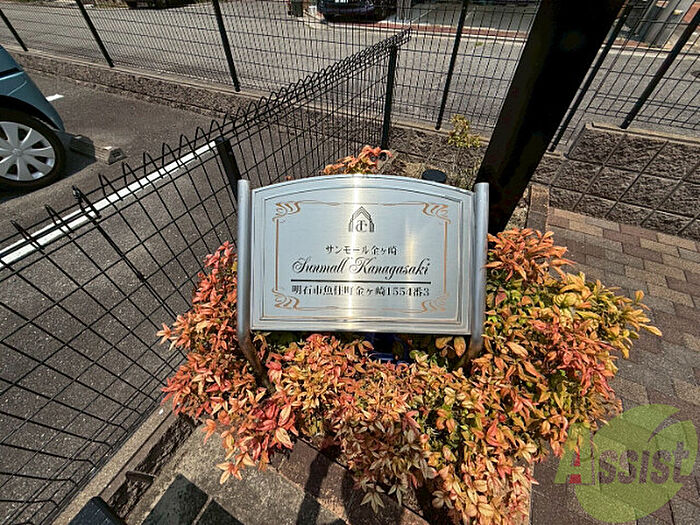 サンモール金ヶ崎
Sunmall Kanagasaki
明石市魚住町金ヶ崎1554番3
Assist